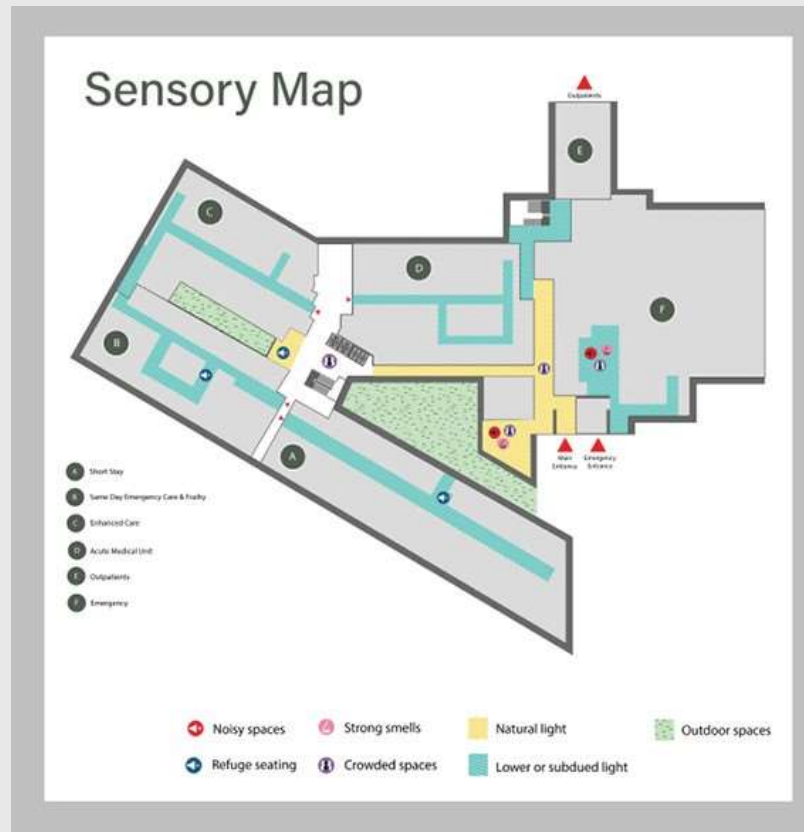 Sensory Map
Outpatients
E
C
D
B
F
A
Main
Entrance
Emergency
Entrance
A Short Stay
B Same Day Emergency Care & Frailty
C Enhanced Care
D Acute Medical Unit
E Outpatients
F Emergency
Noisy spaces
Strong smells
Natural light
Outdoor spaces
Refuge seating
Crowded spaces
Lower or subdued light